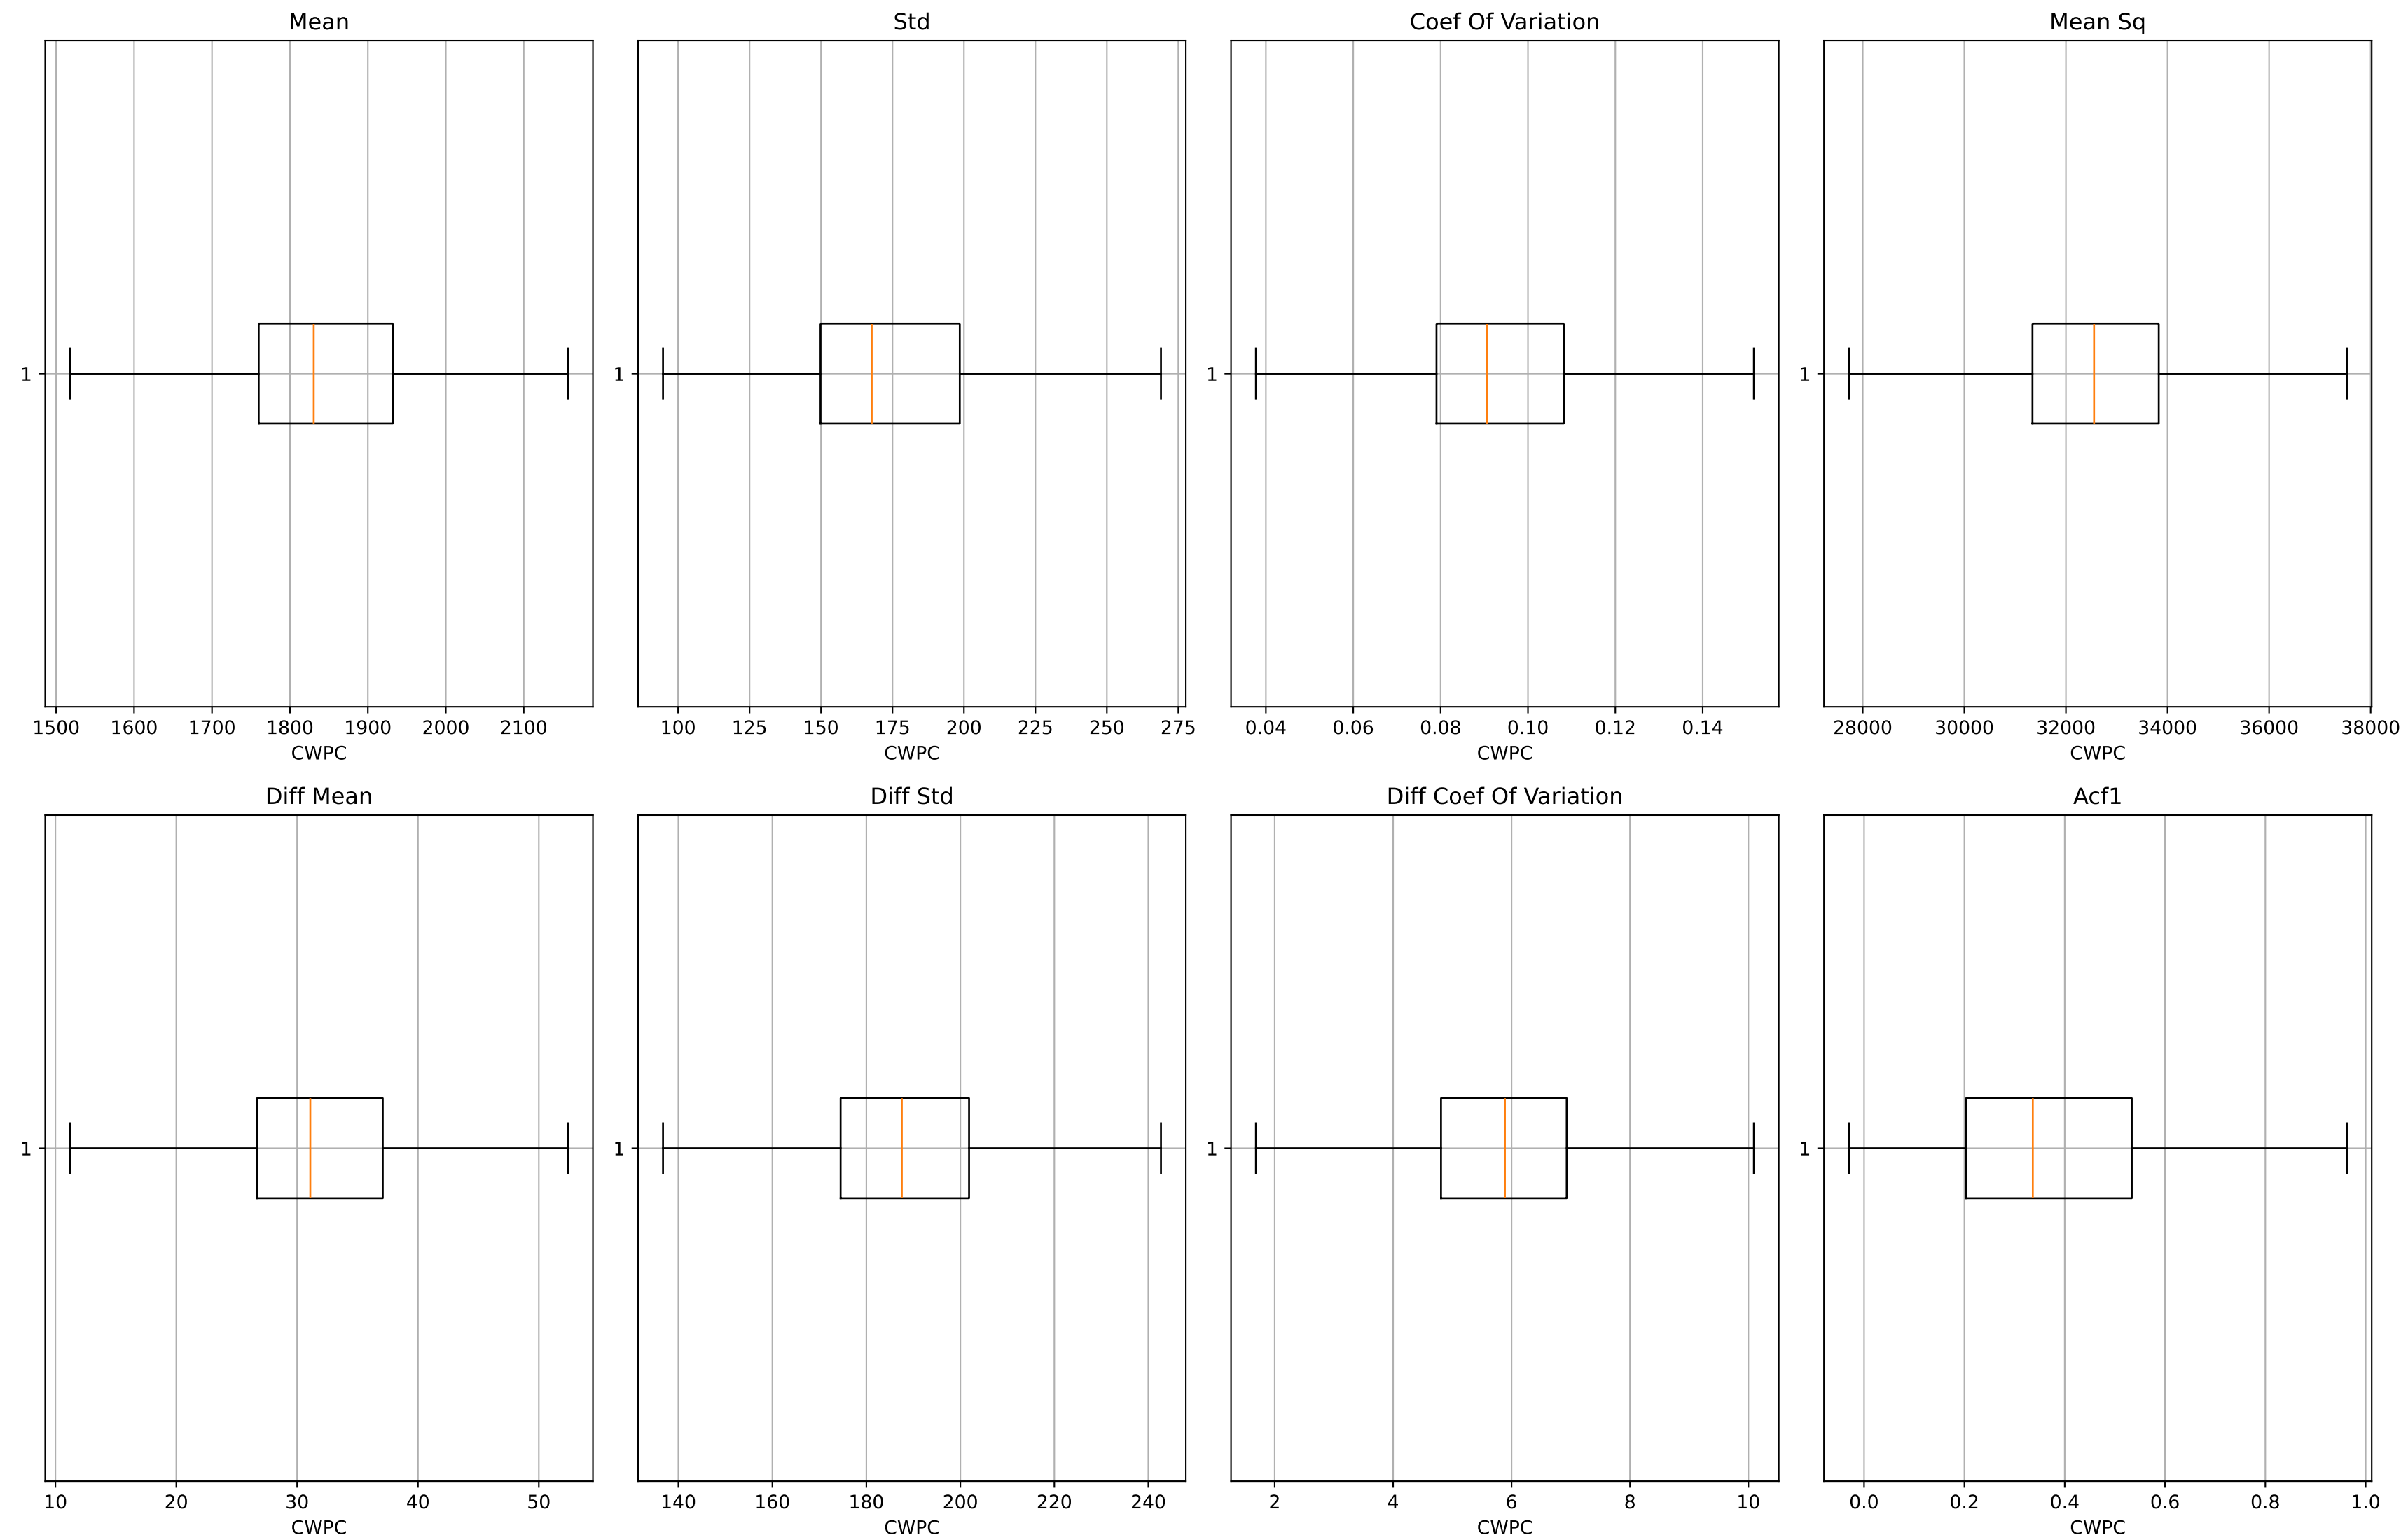 Mean
Std
Coef Of Variation
Mean Sq
1
1
1
1
1500 1600 1700 1800 1900 2000 2100
100 125 150 175 200 225 250 275
0.04 0.06 0.08 0.10 0.12 0.14
28000 30000 32000 34000 36000 38000
CWPC
CWPC
CWPC
CWPC
Diff Mean
Diff Std
Diff Coef Of Variation
Acf1
1
1
1
1
10 20 30 40 50
140 160 180 200 220 240
2 4 6 8 10
0.0 0.2 0.4 0.6 0.8 1.0
CWPC
CWPC
CWPC
CWPC